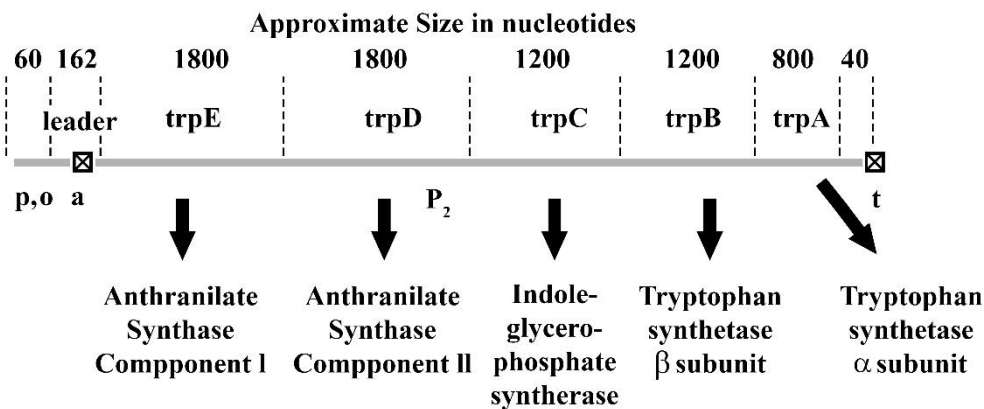 Approximate Size in nucleotides
60 162 1800 1800 1200 1200 800 40
leader trpE trpD trpC trpB trpA
p,o a P₂ t
Anthranilate
Synthase
Compponent I
Anthranilate
Synthase
Compponent II
Indole-
glycero-
phosphate
syntherase
Tryptophan
synthetase
β subunit
Tryptophan
synthetase
α subunit